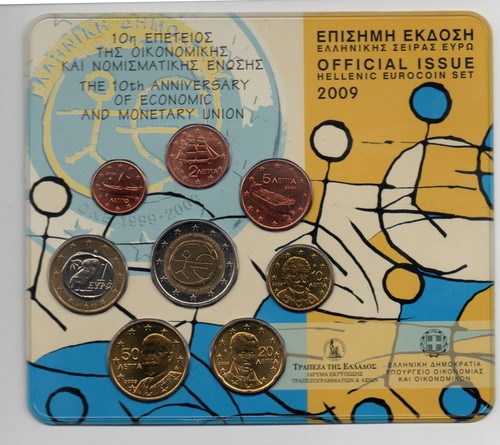 10η ΕΠΕΤΕΙΟΣ
ΤΗΣ ΟΙΚΟΝΟΜΙΚΗΣ
ΚΑΙ ΝΟΜΙΣΜΑΤΙΚΗΣ ΕΝΩΣΗΣ
THE 10th ANNIVERSARY
OF ECONOMIC
AND MONETARY UNION
ΕΠΙΣΗΜΗ ΕΚΔΟΣΗ
ΕΛΛΗΝΙΚΗΣ ΣΕΙΡΑΣ ΕΥΡΩ
OFFICIAL ISSUE
HELLENIC EUROCOIN SET
2009
2 ΛΕΠΤΑ
5 ΛΕΠΤΑ
1 ΛΕΠΤΟ
1 ΕΥΡΩ
10 ΛΕΠΤΑ
50 ΛΕΠΤΑ
20 ΛΕΠΤΑ
ΤΡΑΠΕΖΑ ΤΗΣ ΕΛΛΑΔΟΣ
ΙΔΡΥΜΑ ΕΚΤΥΠΩΣΕΩΣ
ΤΡΑΠΕΖΟΓΡΑΜΜΑΤΙΩΝ & ΑΞΙΩΝ
ΕΛΛΗΝΙΚΗ ΔΗΜΟΚΡΑΤΙΑ
ΥΠΟΥΡΓΕΙΟ ΟΙΚΟΝΟΜΙΑΣ
ΚΑΙ ΟΙΚΟΝΟΜΙΚΩΝ